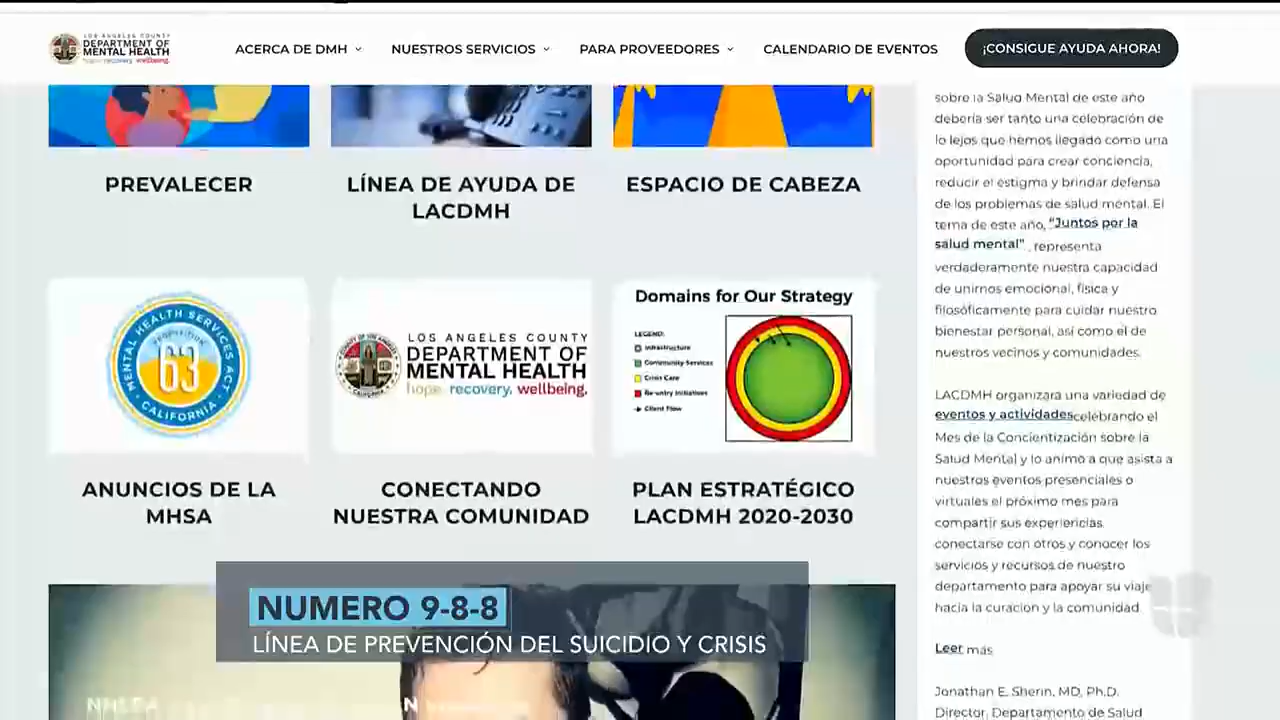 LOS ANGELES COUNTY
DEPARTMENT OF
MENTAL HEALTH
hope. recovery. wellbeing.
ACERCA DE DMH
NUESTROS SERVICIOS
PARA PROVEEDORES
CALENDARIO DE EVENTOS
¡CONSIGUE AYUDA AHORA!
PREVALECER
LÍNEA DE AYUDA DE
LACDMH
ESPACIO DE CABEZA
MENTAL HEALTH SERVICES ACT
PROPOSITION
63
CALIFORNIA
LOS ANGELES COUNTY
DEPARTMENT OF
MENTAL HEALTH
hope. recovery. wellbeing.
Domains for Our Strategy
LEGEND:
Infrastructure
Community Services
Crisis Care
Re-entry Initiatives
Client Flow
ANUNCIOS DE LA
MHSA
CONECTANDO
NUESTRA COMUNIDAD
PLAN ESTRATÉGICO
LACDMH 2020-2030
NUMERO 9-8-8
LÍNEA DE PREVENCIÓN DEL SUICIDIO Y CRISIS
sobre la Salud Mental de este año
debería ser tanto una celebración de
lo lejos que hemos llegado como una
oportunidad para crear conciencia,
reducir el estigma y brindar defensa
de los problemas de salud mental. El
tema de este año, "Juntos por la
salud mental" , representa
verdaderamente nuestra capacidad
de unirnos emocional, física y
filosóficamente para cuidar nuestro
bienestar personal, así como el de
nuestros vecinos y comunidades.
LACDMH organizará una variedad de
eventos y actividades celebrando el
Mes de la Concientización sobre la
Salud Mental y lo animo a que asista a
nuestros eventos presenciales o
virtuales el próximo mes para
compartir sus experiencias,
conectarse con otros y conocer los
servicios y recursos de nuestro
departamento para apoyar su viaje
hacia la curación y la comunidad.
Leer más
Jonathan E. Sherin, MD, Ph.D.
Director, Departamento de Salud